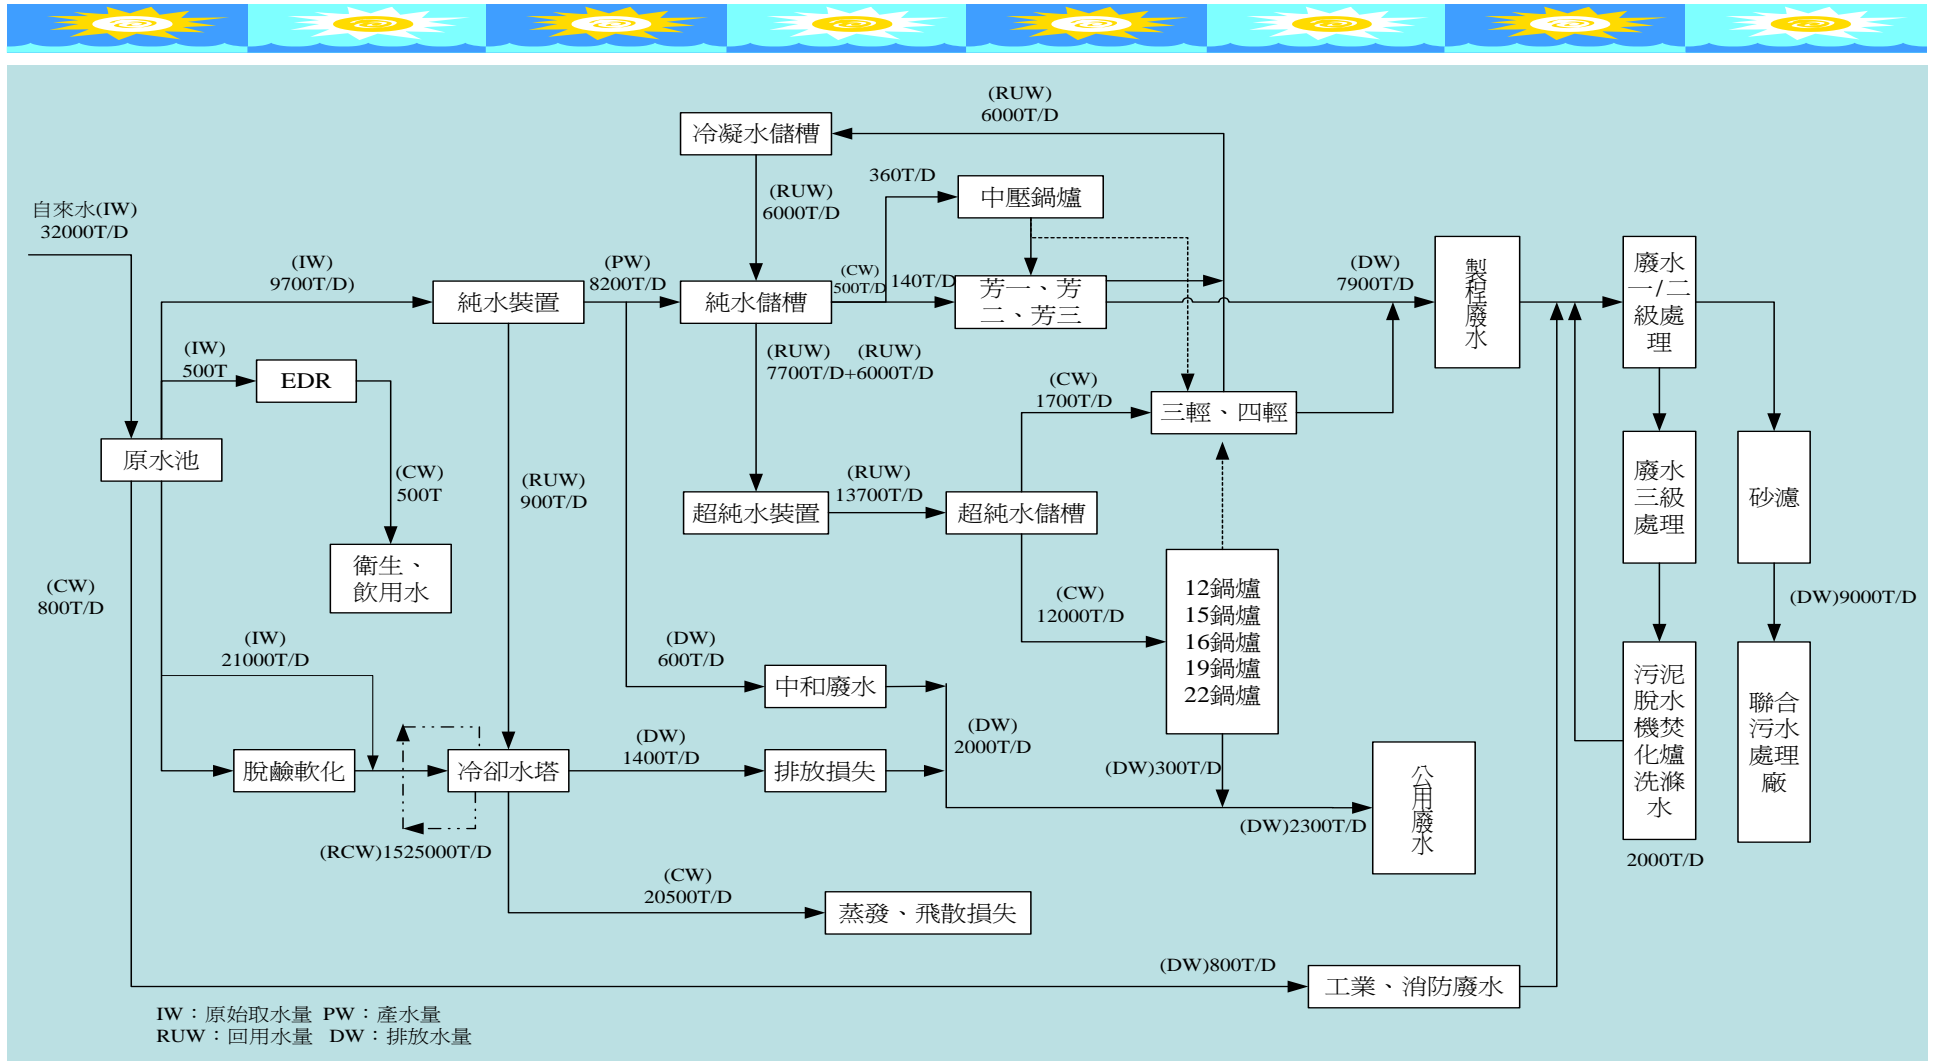 (RUW)
6000T/D
冷凝水儲槽
360T/D
中壓鍋爐
(RUW)
6000T/D
自來水(IW)
32000T/D
(IW)
9700T/D)
純水裝置
(PW)
8200T/D
純水儲槽
(CW)
500T/D
140T/D
芳一、芳
二、芳三
(DW)
7900T/D
製
程
廢
水
廢水
一/二
級處
理
(IW)
500T
EDR
(RUW)
7700T/D+
(RUW)
6000T/D
(CW)
1700T/D
三輕、四輕
原水池
(CW)
500T
(RUW)
900T/D
超純水裝置
(RUW)
13700T/D
超純水儲槽
廢水
三級
處理
砂濾
衛生、
飲用水
(CW)
800T/D
(CW)
12000T/D
12鍋爐
15鍋爐
16鍋爐
19鍋爐
22鍋爐
(DW)9000T/D
(IW)
21000T/D
(DW)
600T/D
中和廢水
污泥
脫水
機焚
化爐
洗滌
水
聯合
污水
處理
廠
脫鹼軟化
冷卻水塔
(DW)
1400T/D
排放損失
(DW)
2000T/D
(DW)300T/D
公
用
廢
水
(RCW)1525000T/D
(DW)2300T/D
2000T/D
(CW)
20500T/D
蒸發、飛散損失
(DW)800T/D
工業、消防廢水
IW：原始取水量 PW：產水量
RUW：回用水量 DW：排放水量